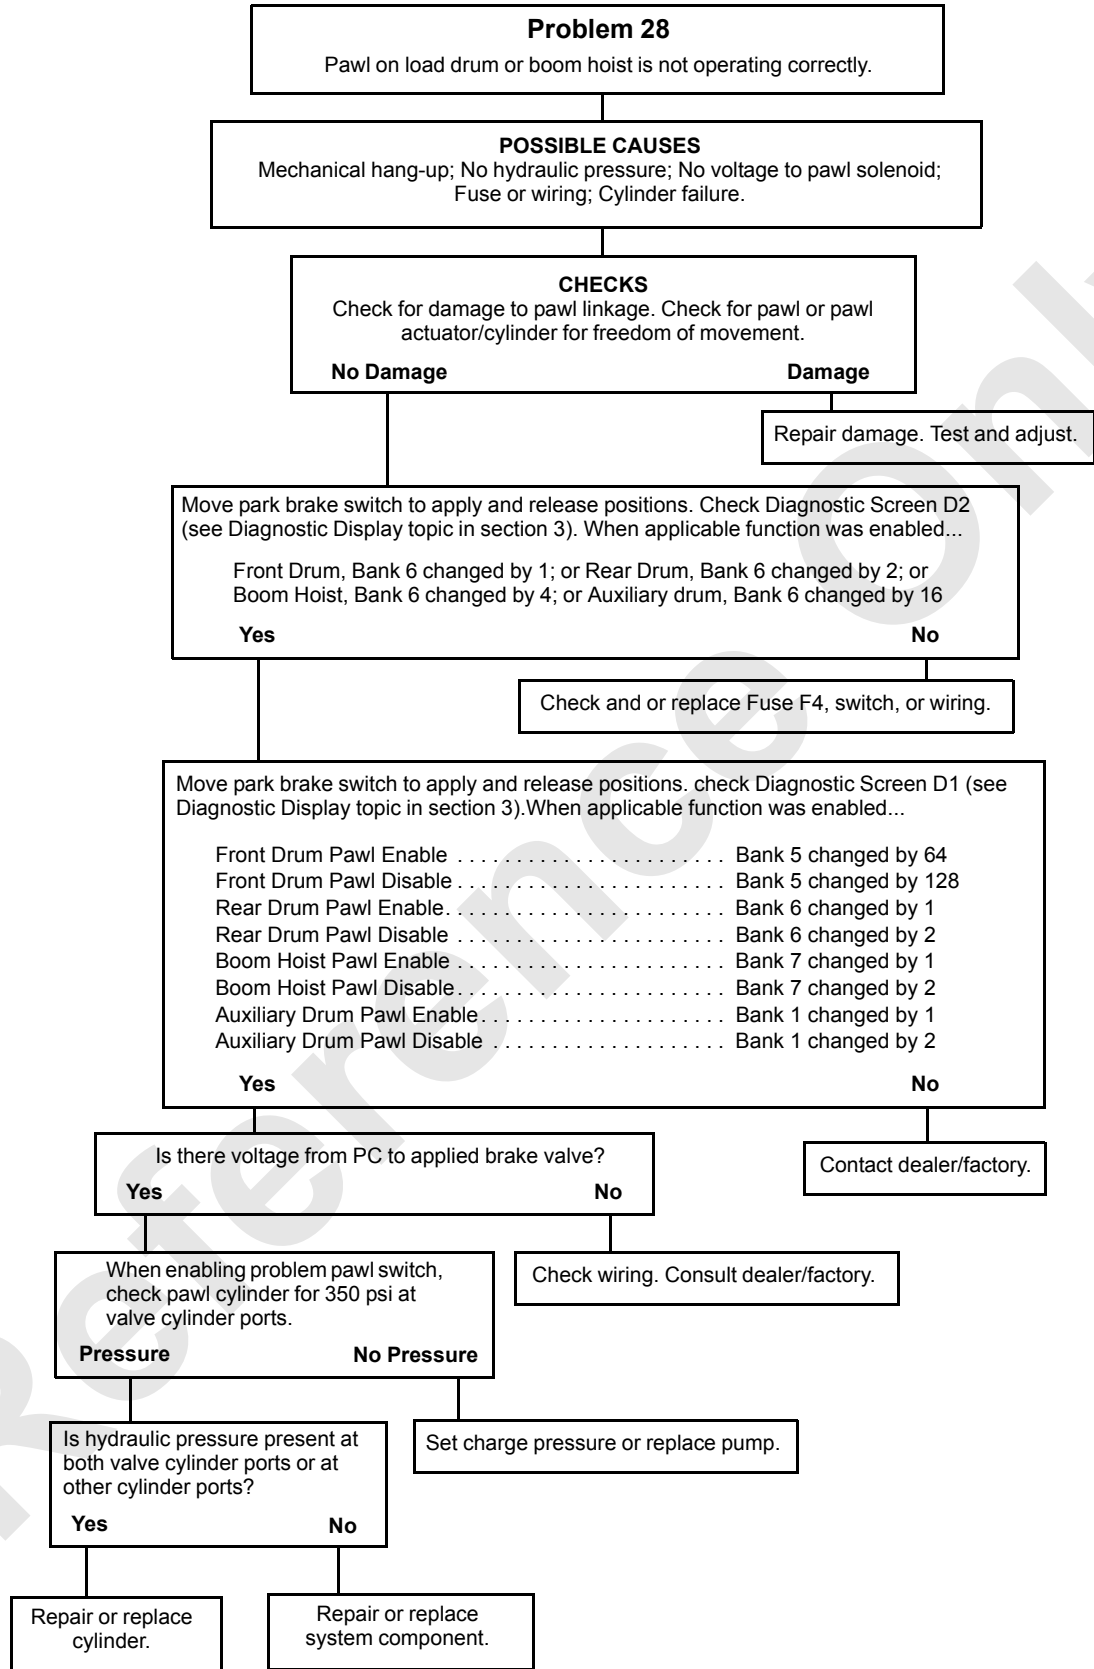 Problem 28
Pawl on load drum or boom hoist is not operating correctly.
POSSIBLE CAUSES
Mechanical hang-up; No hydraulic pressure; No voltage to pawl solenoid;
Fuse or wiring; Cylinder failure.
CHECKS
Check for damage to pawl linkage. Check for pawl or pawl
actuator/cylinder for freedom of movement.
No Damage Damage
Repair damage. Test and adjust.
Move park brake switch to apply and release positions. Check Diagnostic Screen D2
(see Diagnostic Display topic in section 3). When applicable function was enabled...
Front Drum, Bank 6 changed by 1; or Rear Drum, Bank 6 changed by 2; or
Boom Hoist, Bank 6 changed by 4; or Auxiliary drum, Bank 6 changed by 16
Yes No
Check and or replace Fuse F4, switch, or wiring.
Move park brake switch to apply and release positions. check Diagnostic Screen D1 (see
Diagnostic Display topic in section 3).When applicable function was enabled...
Front Drum Pawl Enable . . . . . . . . . . . . . . . . . . . . . . . Bank 5 changed by 64
Front Drum Pawl Disable . . . . . . . . . . . . . . . . . . . . . . . Bank 5 changed by 128
Rear Drum Pawl Enable. . . . . . . . . . . . . . . . . . . . . . . . Bank 6 changed by 1
Rear Drum Pawl Disable . . . . . . . . . . . . . . . . . . . . . . . Bank 6 changed by 2
Boom Hoist Pawl Enable . . . . . . . . . . . . . . . . . . . . . . . Bank 7 changed by 1
Boom Hoist Pawl Disable. . . . . . . . . . . . . . . . . . . . . . . Bank 7 changed by 2
Auxiliary Drum Pawl Enable. . . . . . . . . . . . . . . . . . . . . Bank 1 changed by 1
Auxiliary Drum Pawl Disable . . . . . . . . . . . . . . . . . . . . Bank 1 changed by 2
Yes No
Contact dealer/factory.
Is there voltage from PC to applied brake valve?
Yes No
Check wiring. Consult dealer/factory.
When enabling problem pawl switch,
check pawl cylinder for 350 psi at
valve cylinder ports.
Pressure No Pressure
Set charge pressure or replace pump.
Is hydraulic pressure present at
both valve cylinder ports or at
other cylinder ports?
Yes No
Repair or replace
cylinder.
Repair or replace
system component.
Reference Only